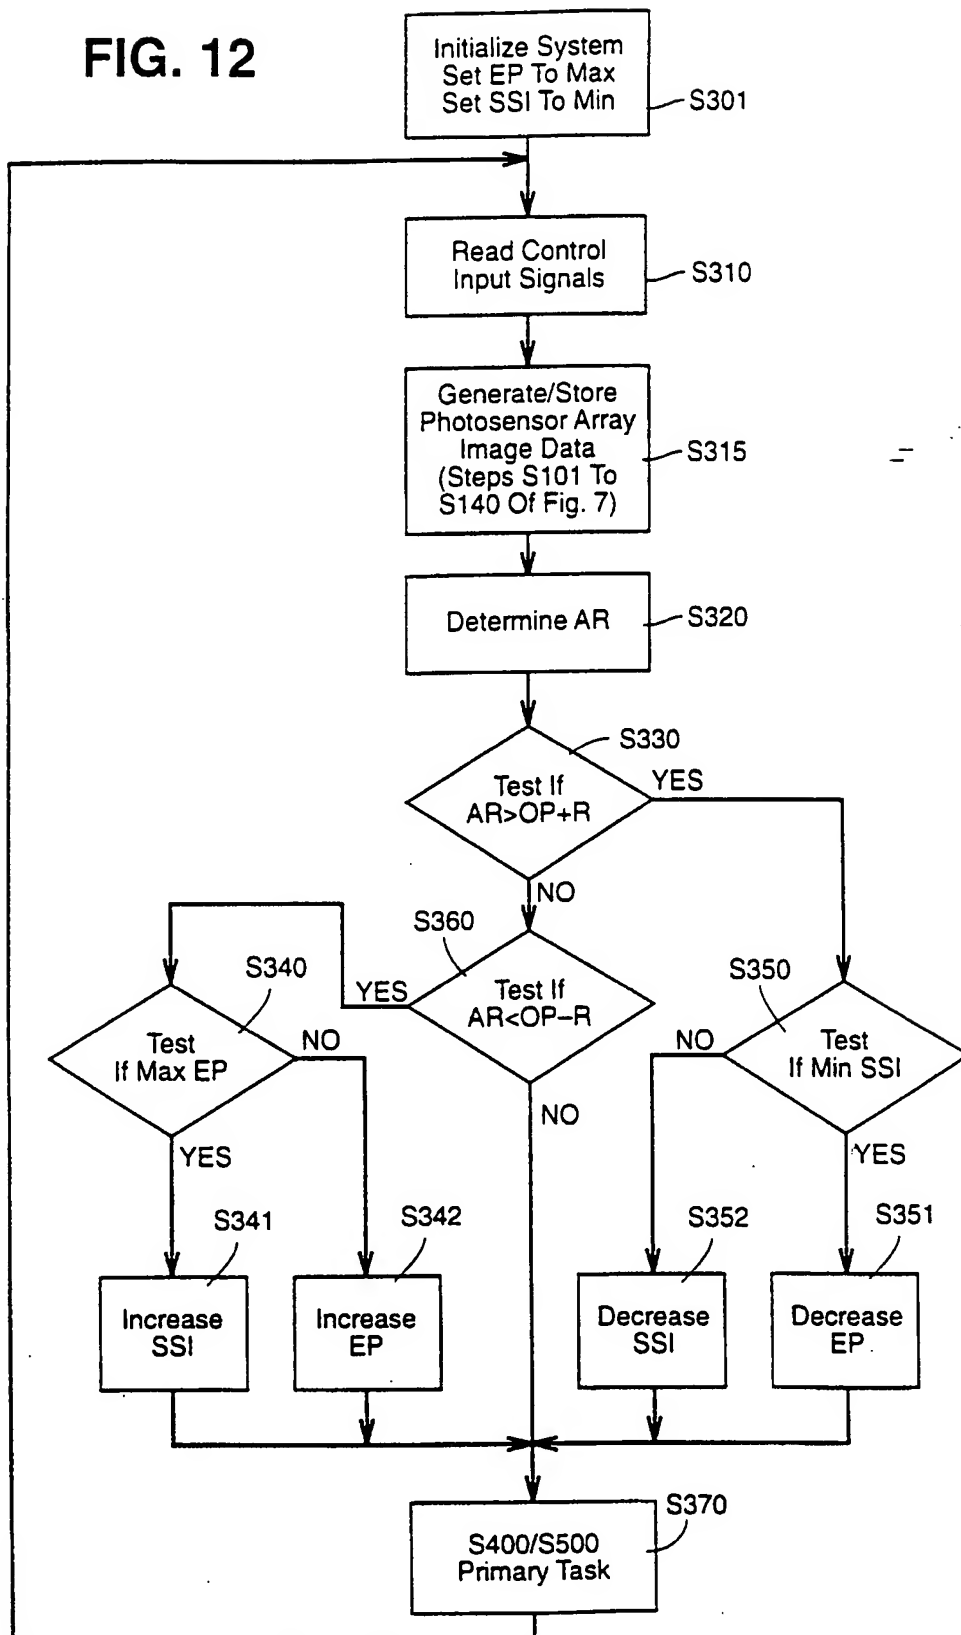 FIG. 12
Initialize System
Set EP To Max
Set SSI To Min
S301
Read Control
Input Signals
S310
Generate/Store
Photosensor Array
Image Data
(Steps S101 To
S140 Of Fig. 7)
S315
Determine AR
S320
S330
Test If
AR>OP+R
YES
NO
S360
Test If
AR<OP–R
YES
NO
S340
Test
If Max EP
NO
YES
S350
Test
If Min SSI
NO
YES
S341
Increase
SSI
S342
Increase
EP
S352
Decrease
SSI
S351
Decrease
EP
S370
S400/S500
Primary Task